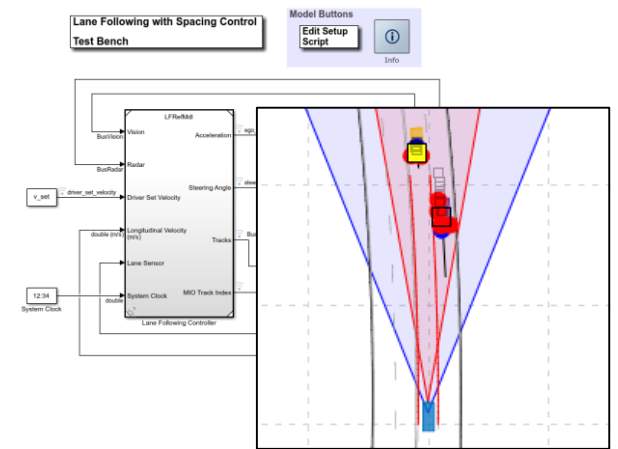 Model Buttons
Lane Following with Spacing Control
Test Bench
Edit Setup
Script
Info
LFRefMdl
Vision
BusVision
Acceleration
Radar
BusRadar
Steering Angle
v_set
driver_set_velocity
Driver Set Velocity
Longitudinal Velocity
(m/s)
double (m/s)
Tracks
Lane Sensor
12:34
System Clock
double
System Clock
MIO Track Index
Lane Following Controller